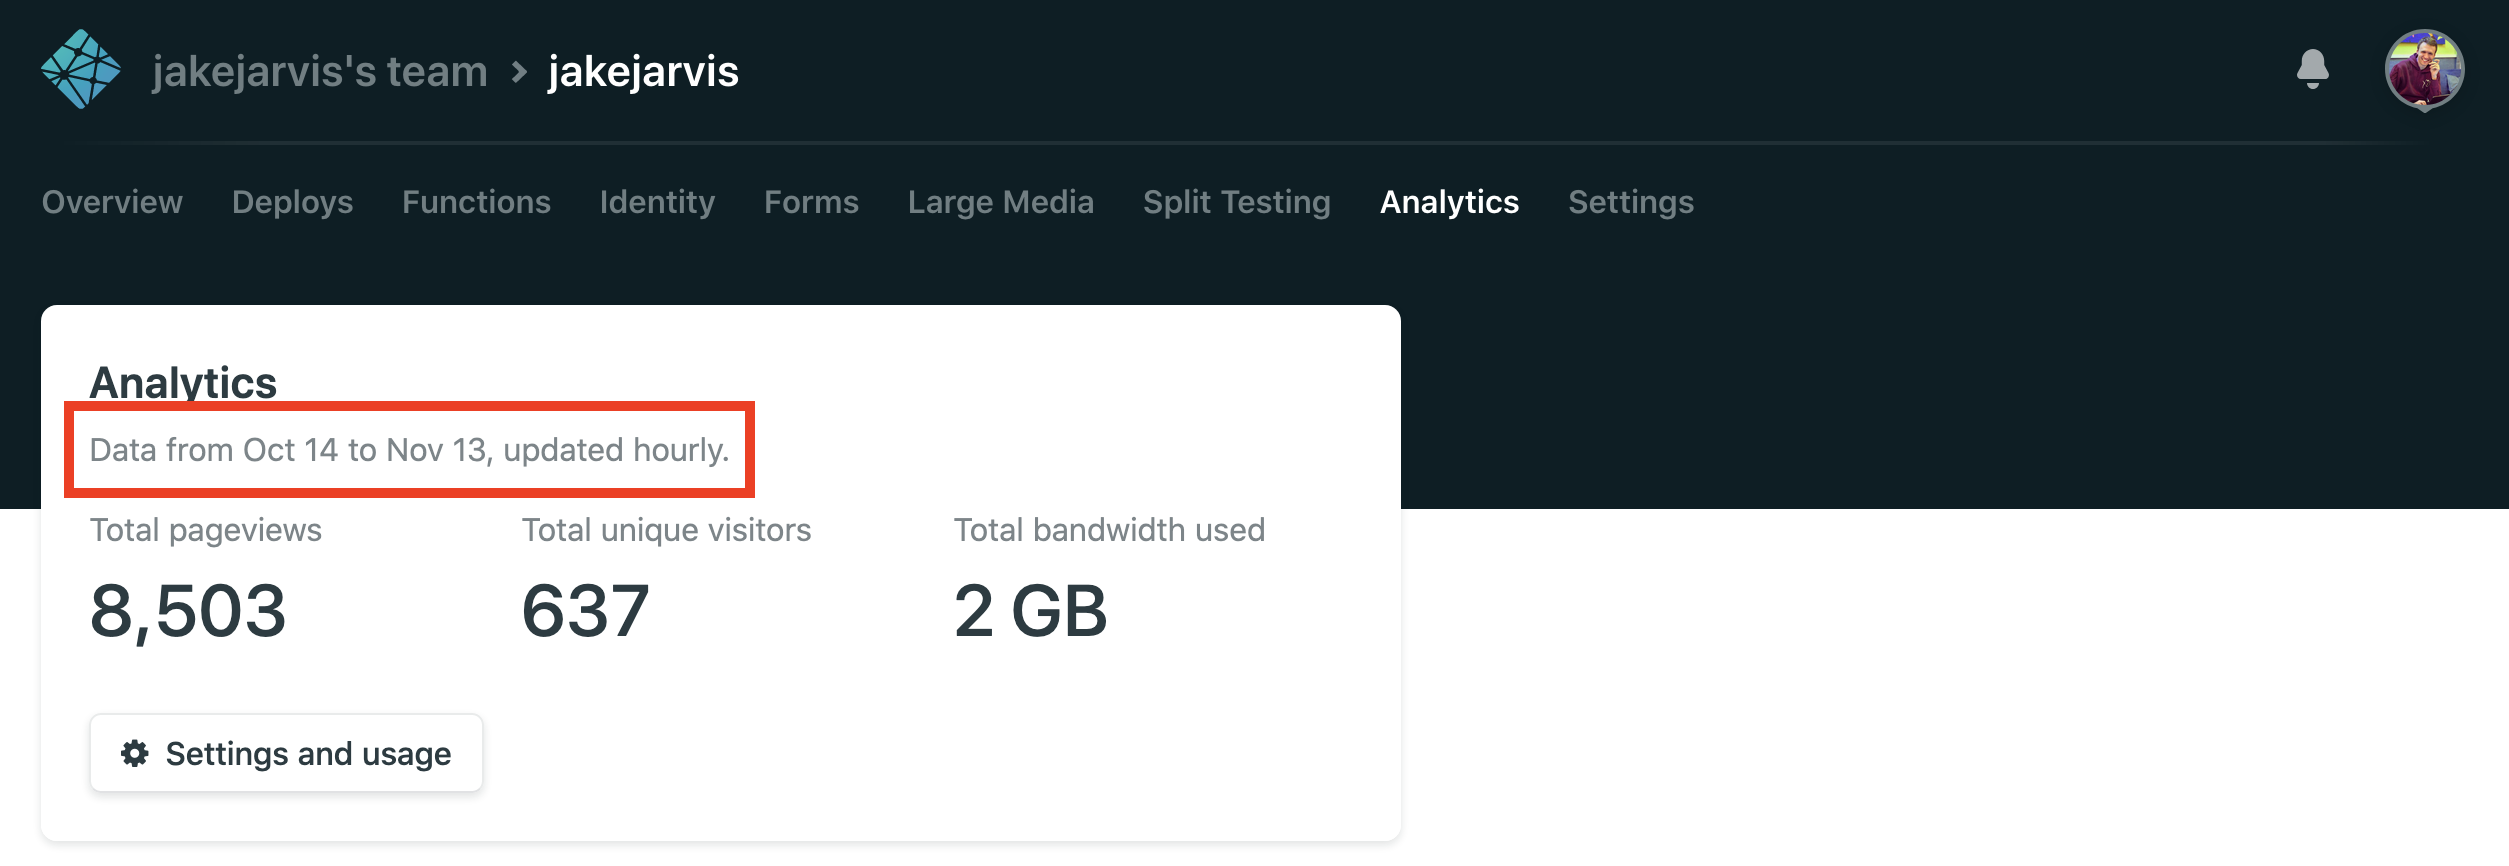 jakejarvis's team > jakejarvis
Overview Deploys Functions Identity Forms Large Media Split Testing Analytics Settings
Analytics
Data from Oct 14 to Nov 13, updated hourly.
Total pageviews Total unique visitors Total bandwidth used
8,503 637 2 GB
Settings and usage